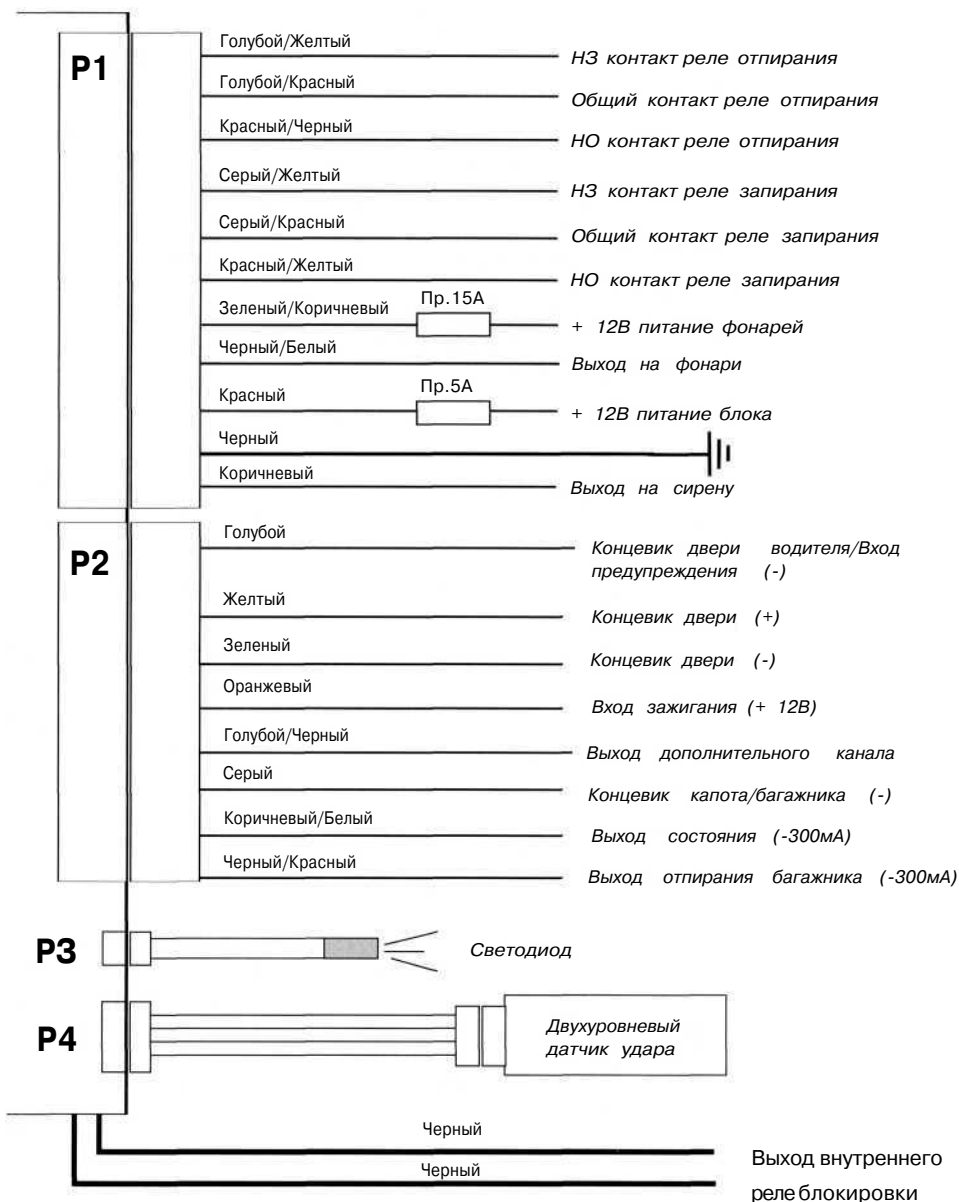 P1
Голубой/Желтый
НЗ контакт реле отпирания
Голубой/Красный
Общий контакт реле отпирания
Красный/Черный
НО контакт реле отпирания
Серый/Желтый
НЗ контакт реле запирания
Серый/Красный
Общий контакт реле запирания
Красный/Желтый
НО контакт реле запирания
Зеленый/Коричневый
Пр.15А
+ 12В питание фонарей
Черный/Белый
Выход на фонари
Красный
Пр.5А
+ 12В питание блока
Черный
Коричневый
Выход на сирену
P2
Голубой
Концевик двери водителя/Вход
предупреждения (-)
Желтый
Концевик двери (+)
Зеленый
Концевик двери (-)
Оранжевый
Вход зажигания (+ 12В)
Голубой/Черный
Выход дополнительного канала
Серый
Концевик капота/багажника (-)
Коричневый/Белый
Выход состояния (-300мА)
Черный/Красный
Выход отпирания багажника (-300мА)
P3
Светодиод
P4
Двухуровневый
датчик удара
Черный
Черный
Выход внутреннего
реле блокировки